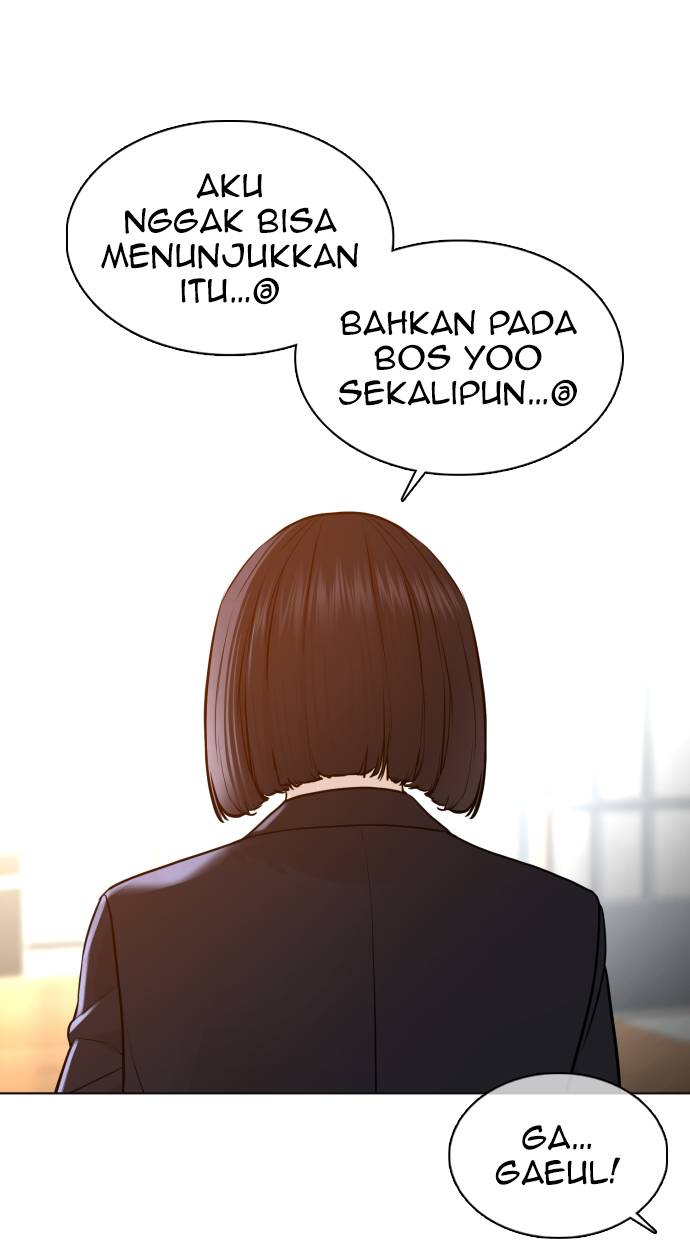 AKU
NGGAK BISA
MENUNJUKKAN
ITU...@
BAHKAN PADA
BOS YOO
SEKALIPUN...@
GA...
GAEUL!